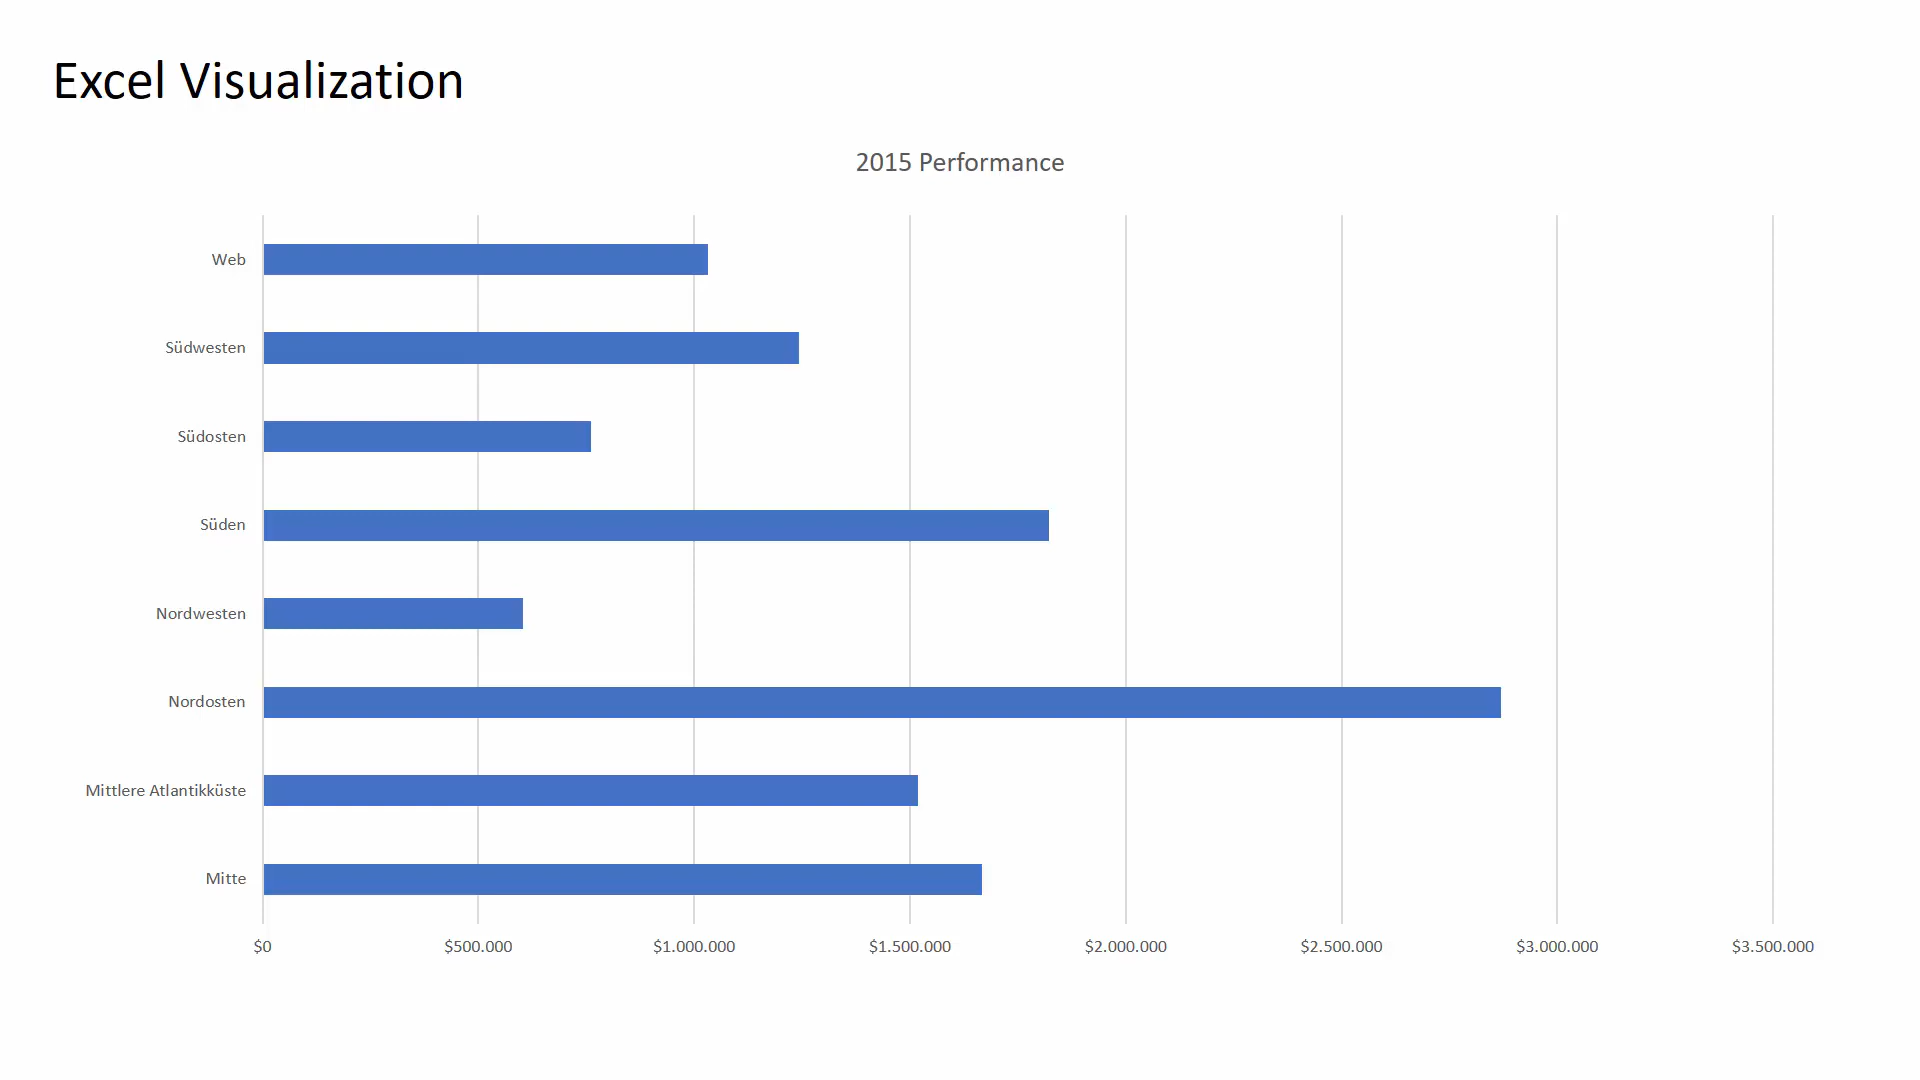 Excel Visualization
2015 Performance
Web
Südwesten
Südosten
Süden
Nordwesten
Nordosten
Mittlere Atlantikküste
Mitte
$0 $500.000 $1.000.000 $1.500.000 $2.000.000 $2.500.000 $3.000.000 $3.500.000